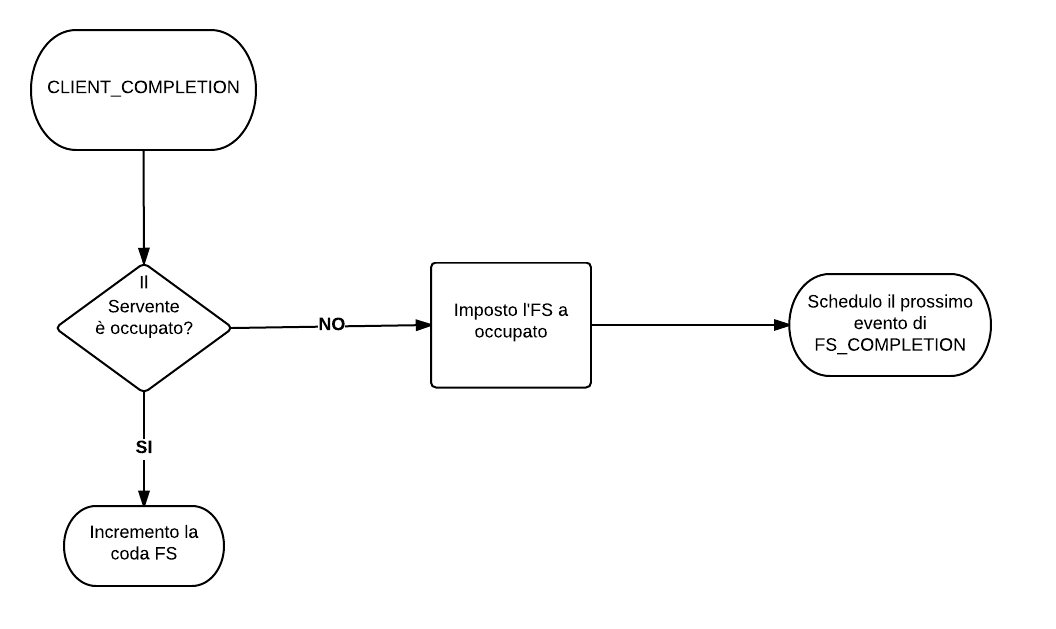 CLIENT_COMPLETION
Il
Servente
è occupato?
NO
Imposto l'FS a
occupato
Schedulo il prossimo
evento di
FS_COMPLETION
SI
Incremento la
coda FS